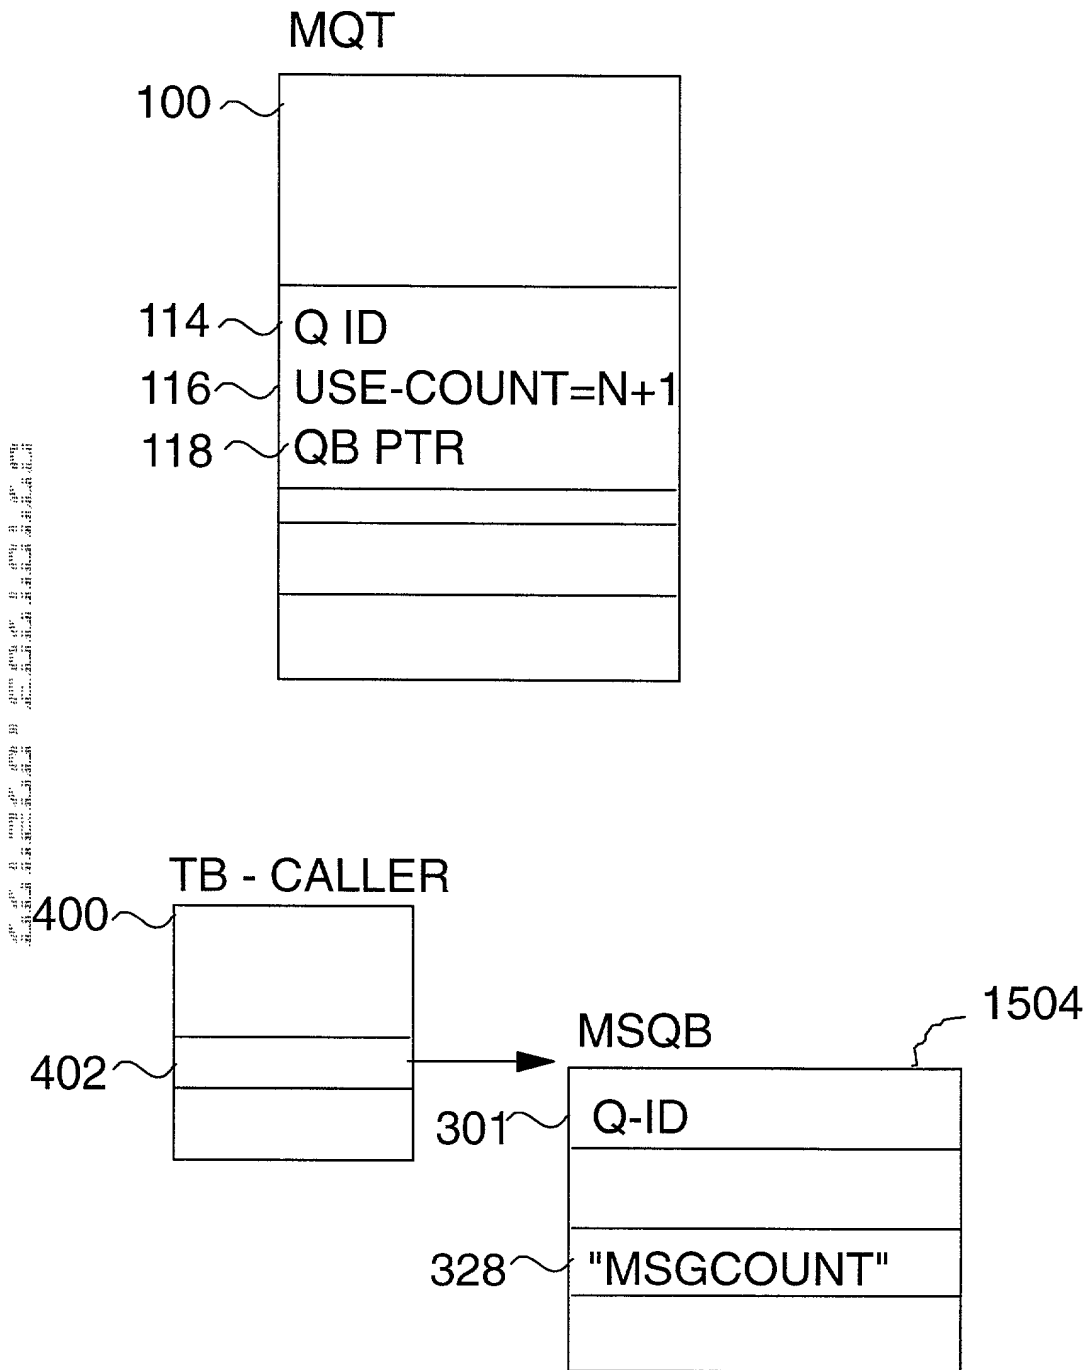 MQT
100
114 Q ID
116 USE-COUNT=N+1
118 QB PTR
TB - CALLER
400
402
MSQB
1504
301 Q-ID
328 "MSGCOUNT"